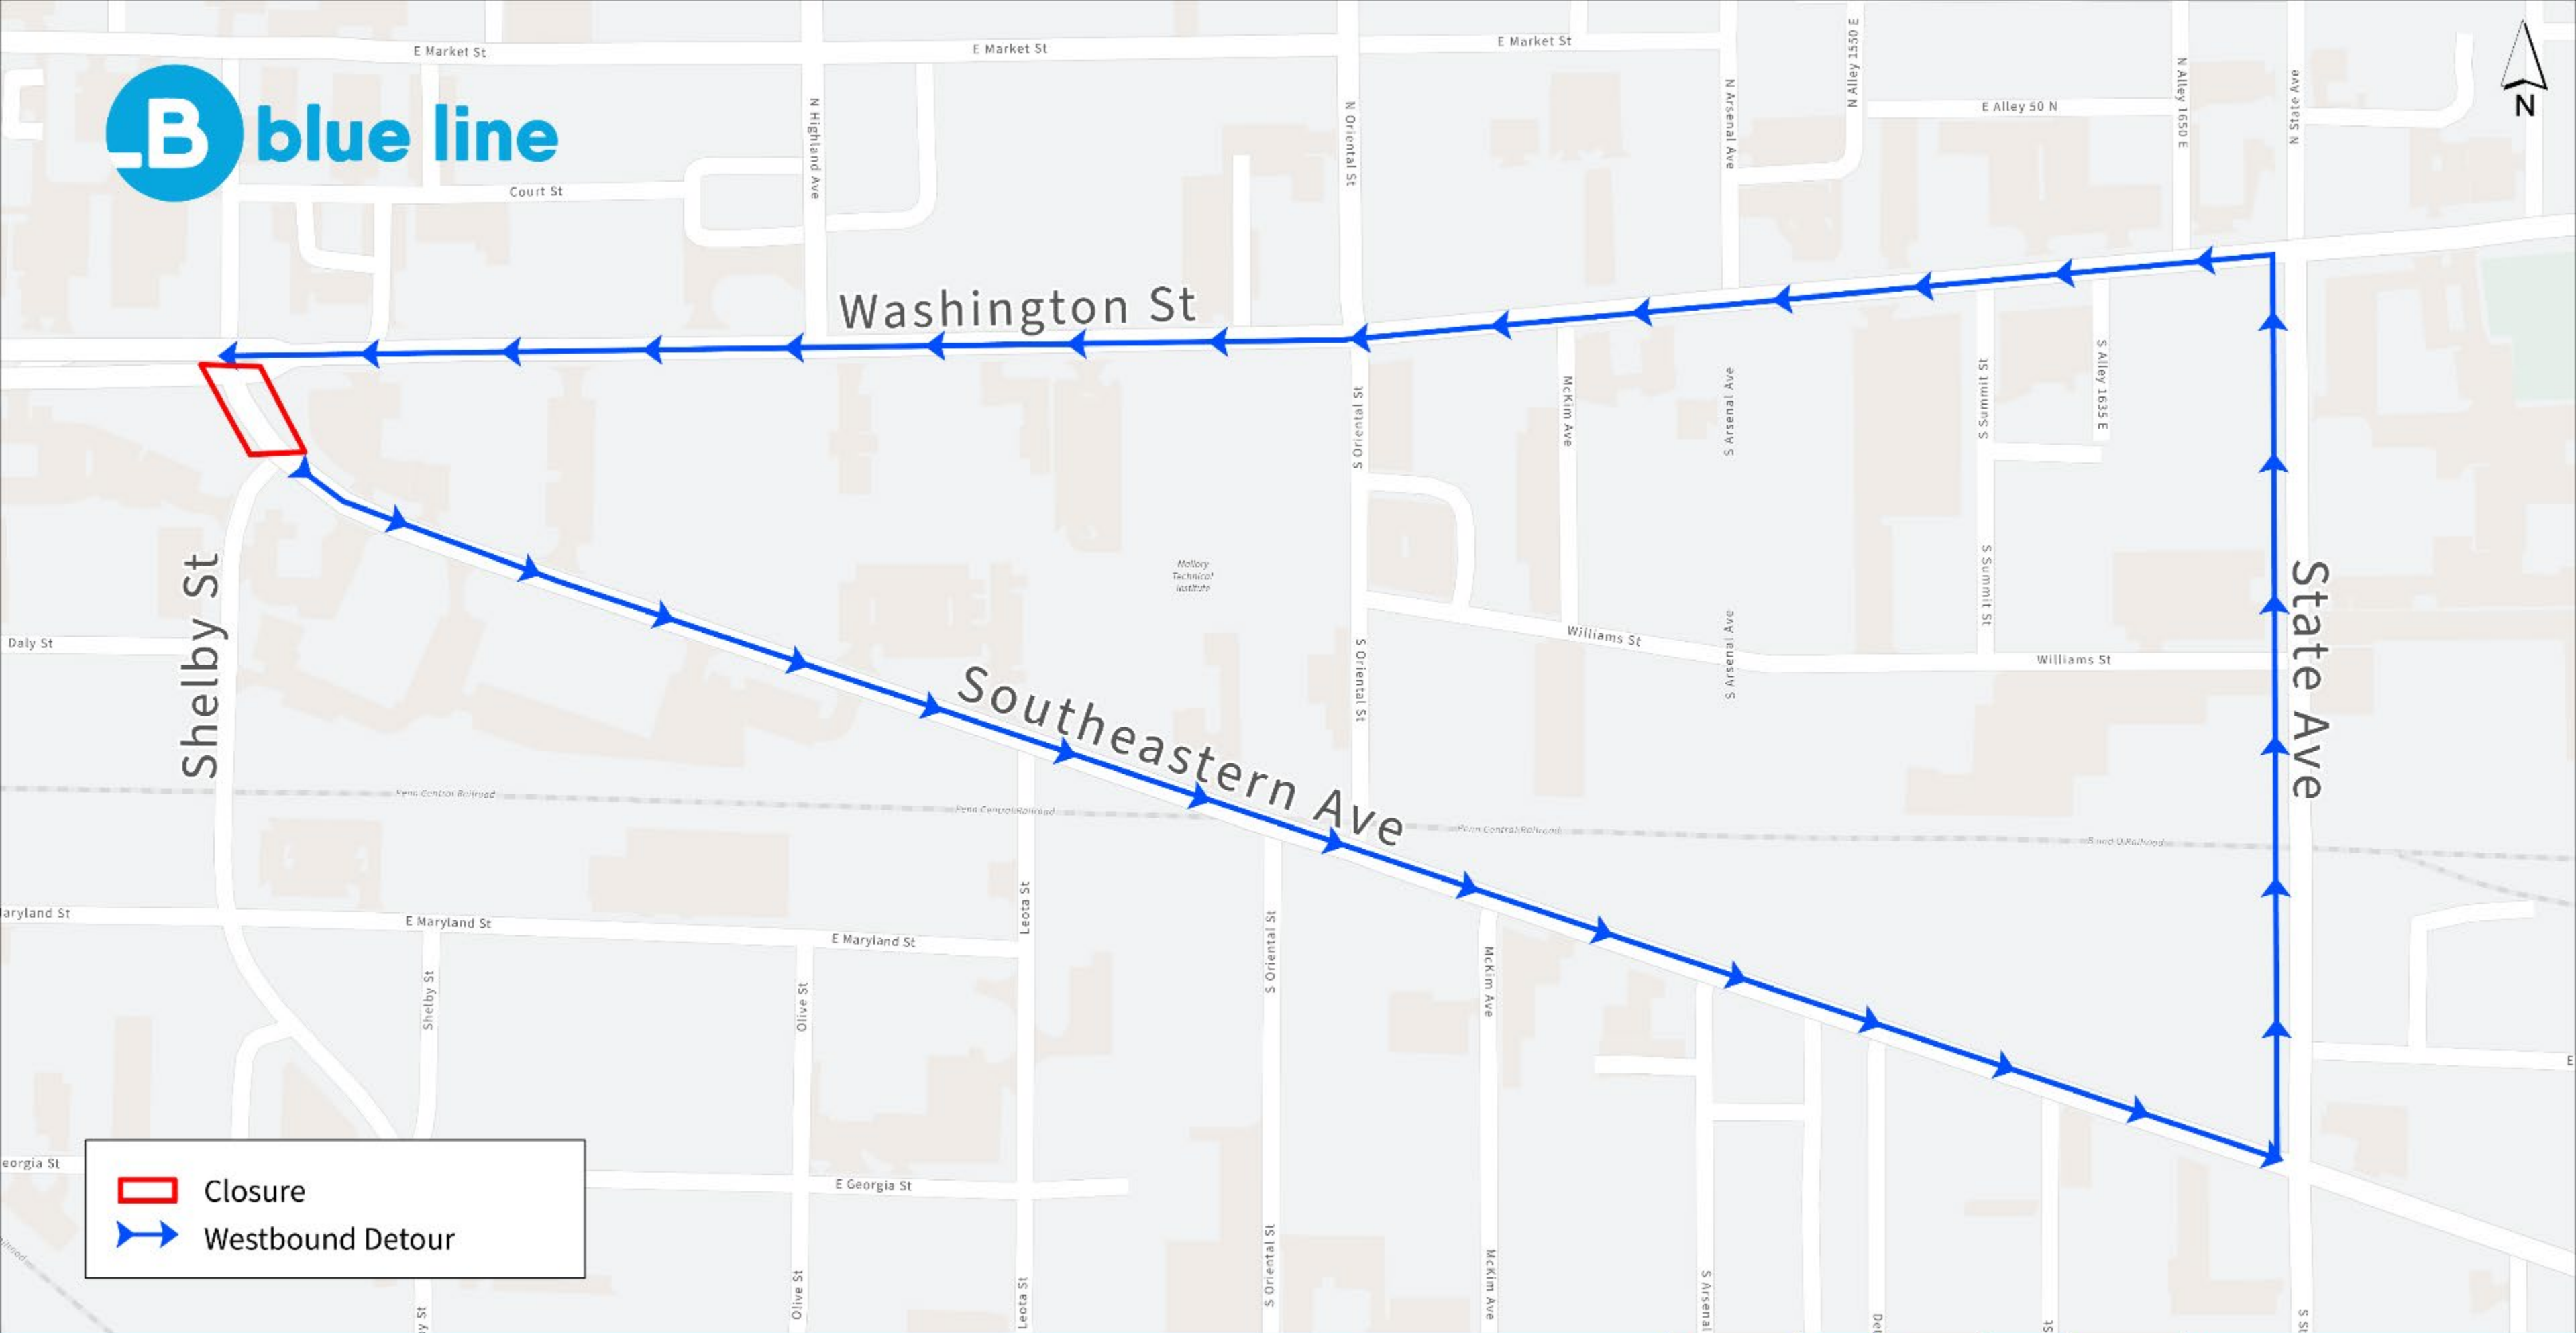 E Market St
E Market St
E Market St
N Alley 1550 E
N Alley 1650 E
N State Ave
N
B blue line
N Highland Ave
N Oriental St
N Arsenal Ave
E Alley 50 N
Court St
Washington St
S Oriental St
McKim Ave
S Arsenal Ave
S Summit St
S Alley 1635 E
Mallory
Technical
Institute
Shelby St
Daly St
Southeastern Ave
S Oriental St
Williams St
S Arsenal Ave
S Summit St
Williams St
State Ave
Penn Central Railroad
Penn Central Railroad
Penn Central Railroad
B and O Railroad
aryland St
E Maryland St
E Maryland St
Leota St
S Oriental St
McKim Ave
Shelby St
Olive St
E
eorgia St
E Georgia St
Closure
Westbound Detour
y St
Olive St
Leota St
S Oriental St
McKim Ave
S Arsenal
St
S St